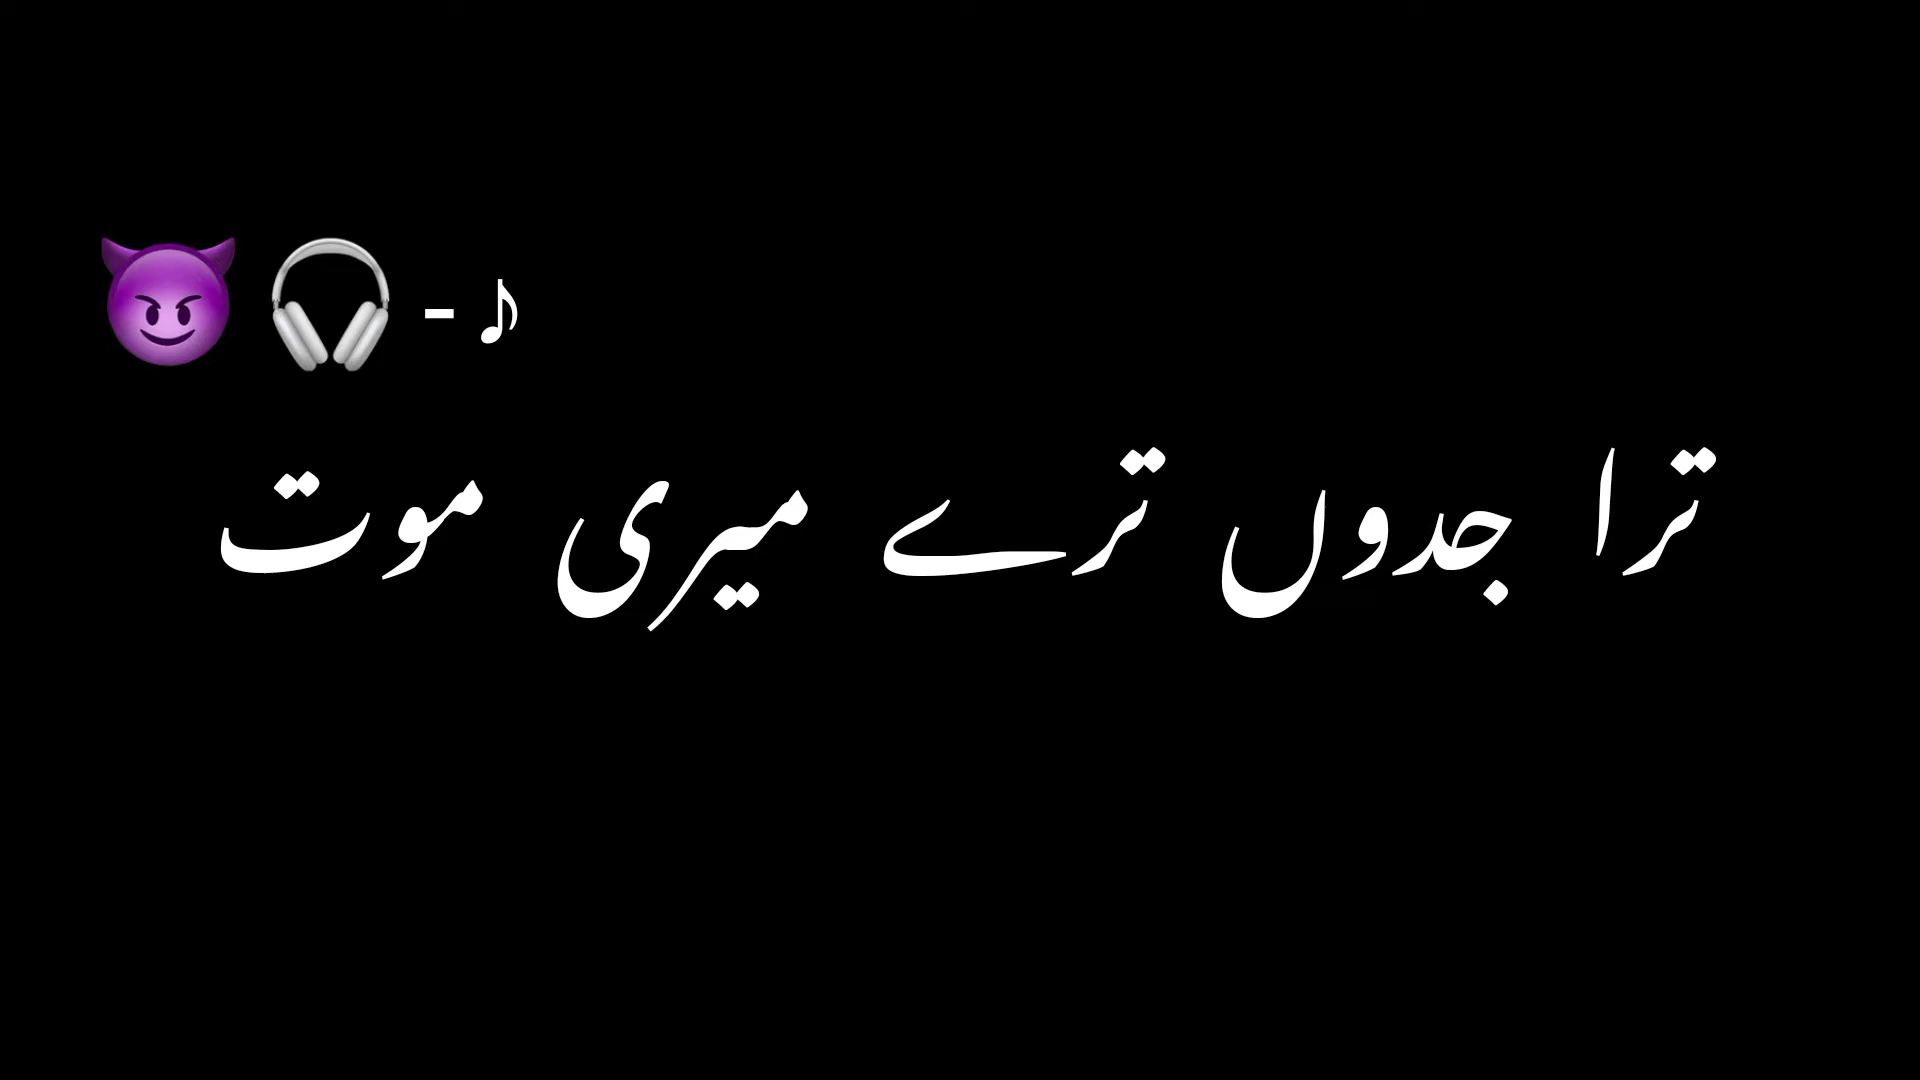 😈 🎧 - ♪
ترا جدوں ترے میری موت